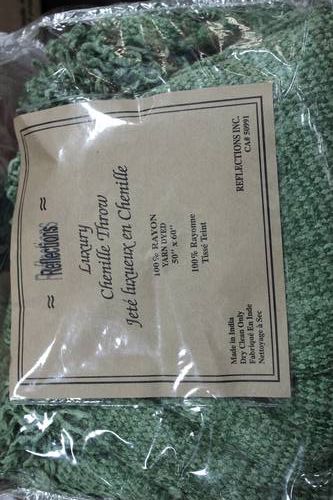 ≈ Reflections ≈
Luxury
Chenille Throw
Jeté luxueux en Chenille
100% RAYON
YARN DYED
50" x 60"
100% Rayonne
Tissé Teint
Made in India
Dry Clean Only
Fabriqué En Inde
Nettoyage à Sec
REFLECTIONS INC.
CA# 50991